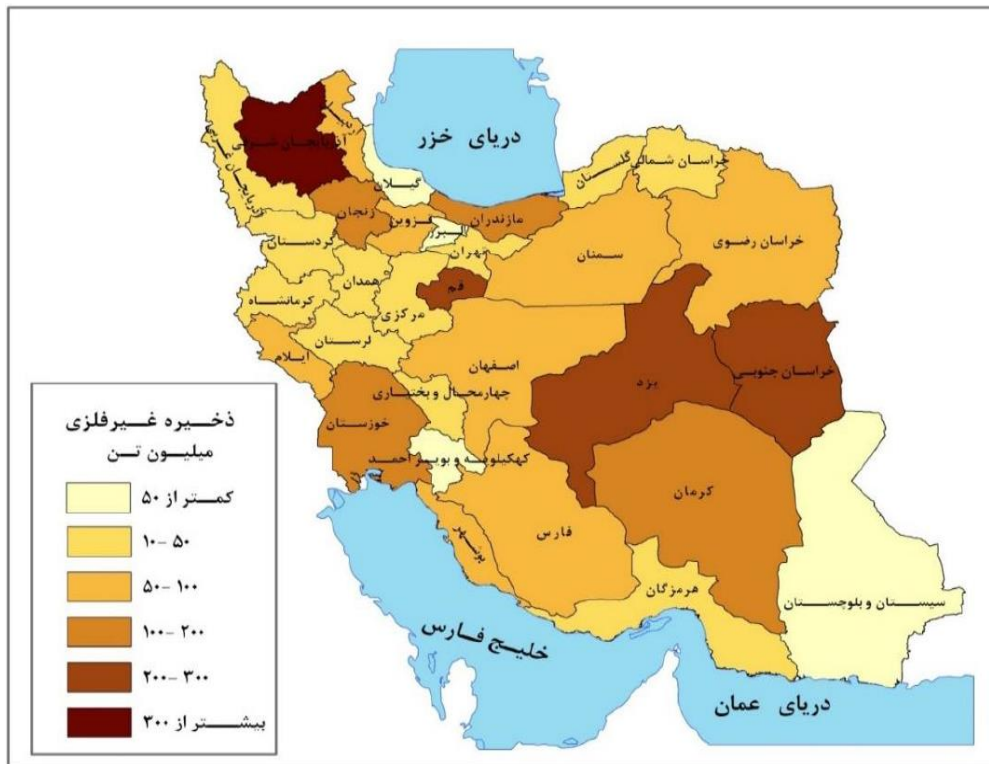 دریای خزر
آذربایجان شرقی
آذربایجان غربی
گیلان
گلستان
خراسان شمالی
زنجان
قزوین
البرز
مازندران
تهران
سمنان
خراسان رضوی
کردستان
همدان
قم
کرمانشاه
مرکزی
لرستان
ایلام
اصفهان
یزد
خراسان جنوبی
چهارمحال و بختیاری
خوزستان
کهکیلویه و بویر احمد
کرمان
فارس
بوشهر
هرمزگان
سیستان و بلوچستان
خلیج فارس
دریای عمان
ذخیره غیرفلزی
میلیون تن
کمتر از ۵۰
۱۰-۵۰
۵۰-۱۰۰
۱۰۰-۲۰۰
۲۰۰-۳۰۰
بیشتر از ۳۰۰